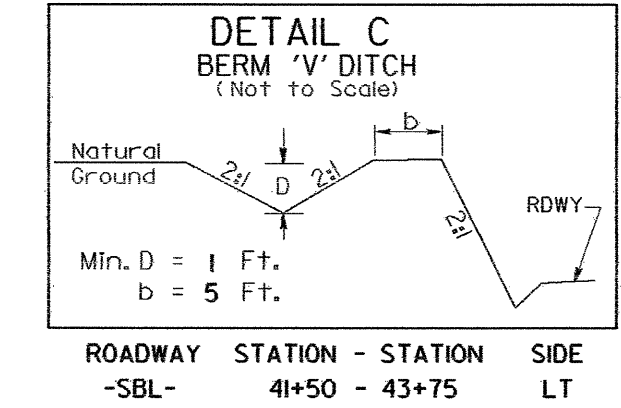 DETAIL C
BERM 'V' DITCH
(Not to Scale)
b
Natural
Ground
2:1
D
2:1
2:1
RDWY
Min. D = 1 Ft.
b = 5 Ft.
ROADWAY STATION - STATION SIDE
-SBL- 41+50 - 43+75 LT